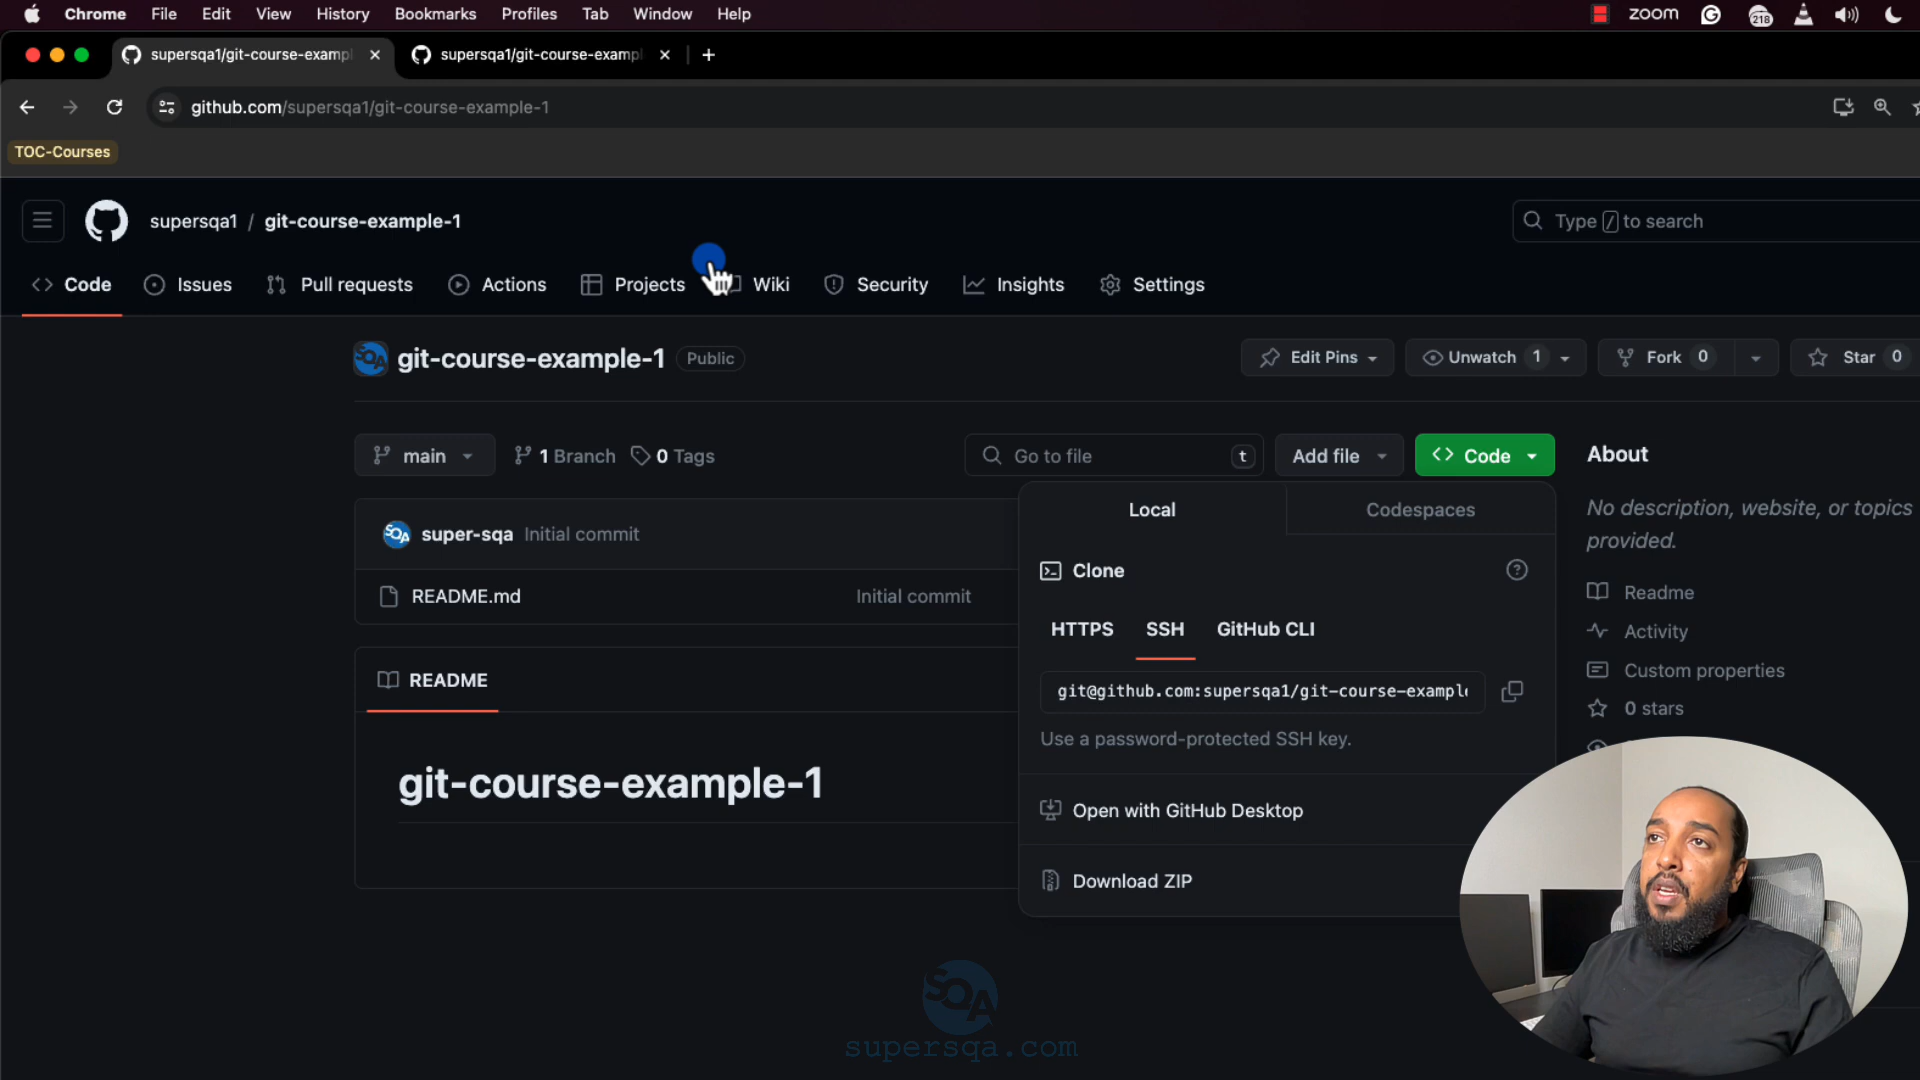 Chrome File Edit View History Bookmarks Profiles Tab Window Help zoom 218
supersqa1/git-course-exampl supersqa1/git-course-exampl
github.com/supersqa1/git-course-example-1
TOC-Courses
supersqa1 / git-course-example-1 Type / to search
Code Issues Pull requests Actions Projects Wiki Security Insights Settings
SQA git-course-example-1 Public Edit Pins Unwatch 1 Fork 0 Star 0
main 1 Branch 0 Tags Go to file t Add file Code About
No description, website, or topics
provided.
Local Codespaces
SQA super-sqa Initial commit
Clone
Readme
README.md Initial commit
HTTPS SSH GitHub CLI
Activity
README
Custom properties
git@github.com:supersqa1/git-course-example
0 stars
Use a password-protected SSH key.
git-course-example-1
Open with GitHub Desktop
Download ZIP
SQA
supersqa.com